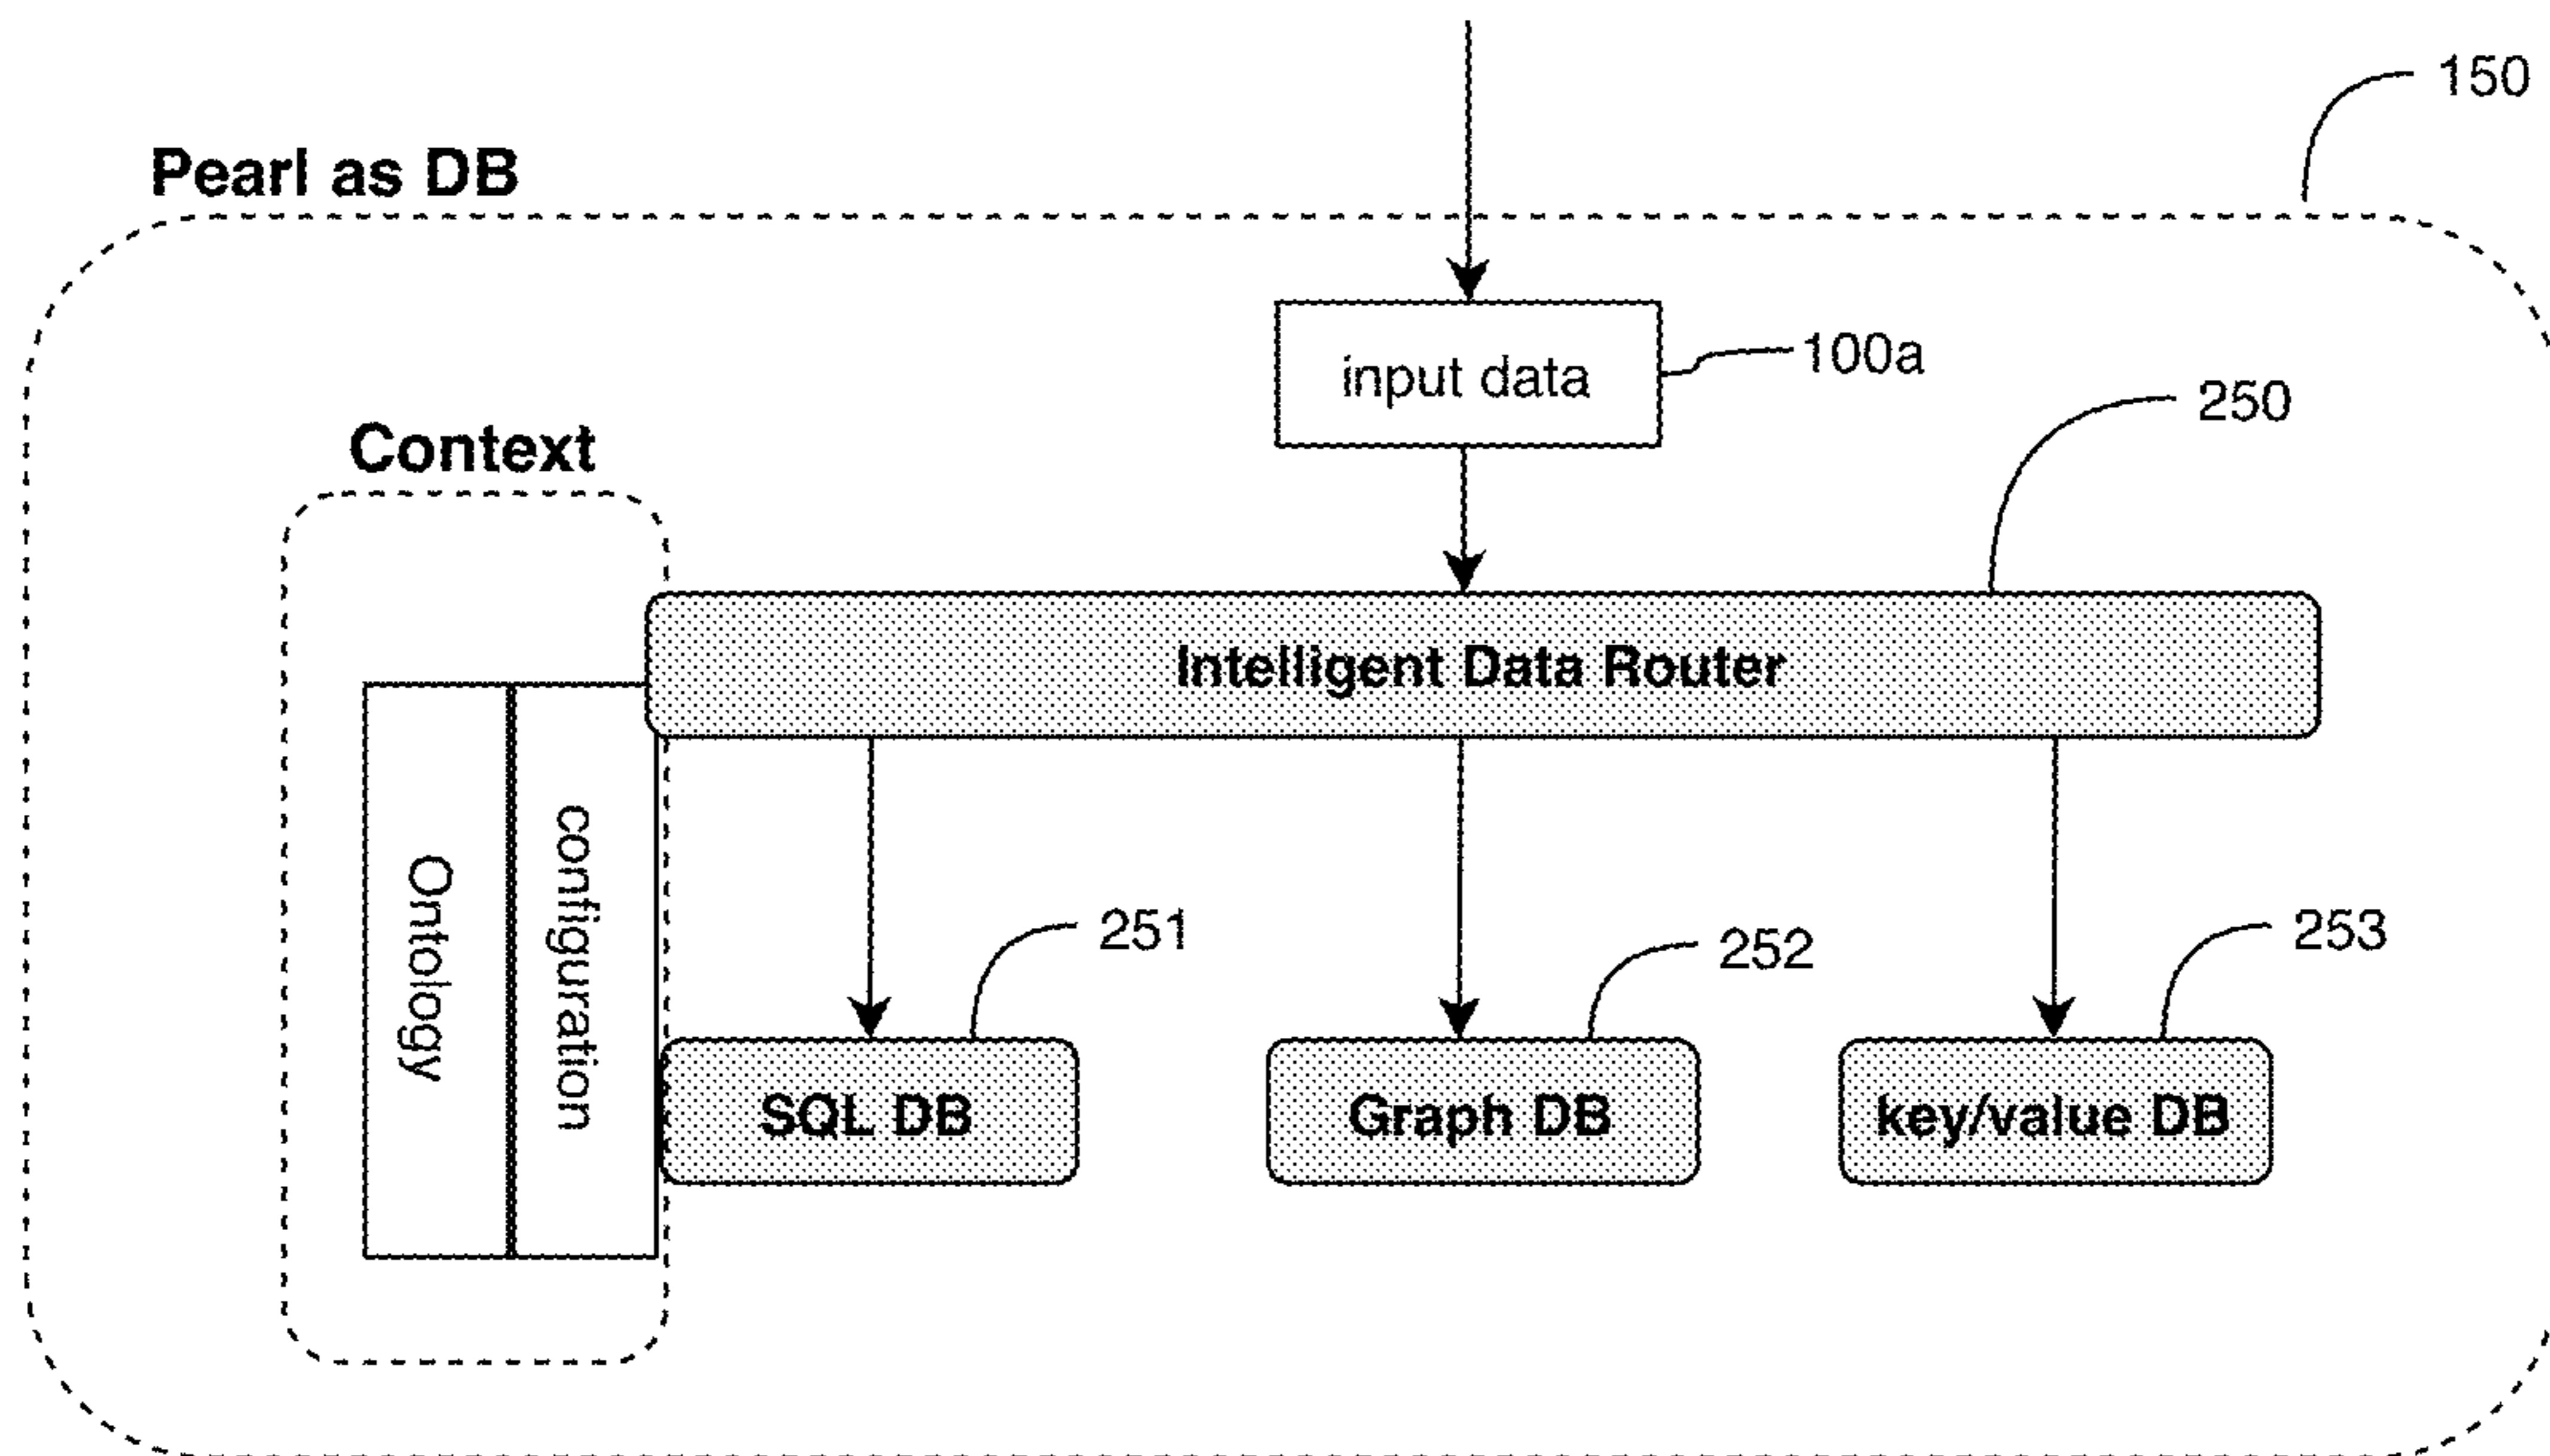 150
Pearl as DB
input data
100a
250
Context
Intelligent Data Router
Ontology
configuration
251
252
253
SQL DB
Graph DB
key/value DB